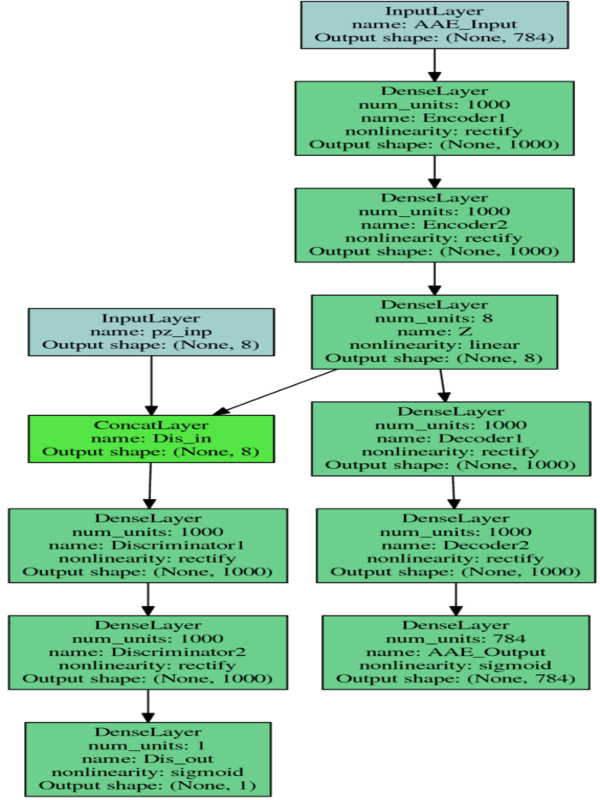 InputLayer
name: AAE_Input
Output shape: (None, 784)
DenseLayer
num_units: 1000
name: Encoder1
nonlinearity: rectify
Output shape: (None, 1000)
DenseLayer
num_units: 1000
name: Encoder2
nonlinearity: rectify
Output shape: (None, 1000)
DenseLayer
num_units: 8
name: Z
nonlinearity: linear
Output shape: (None, 8)
InputLayer
name: pz_inp
Output shape: (None, 8)
ConcatLayer
name: Dis_in
Output shape: (None, 8)
DenseLayer
num_units: 1000
name: Decoder1
nonlinearity: rectify
Output shape: (None, 1000)
DenseLayer
num_units: 1000
name: Discriminator1
nonlinearity: rectify
Output shape: (None, 1000)
DenseLayer
num_units: 1000
name: Decoder2
nonlinearity: rectify
Output shape: (None, 1000)
DenseLayer
num_units: 1000
name: Discriminator2
nonlinearity: rectify
Output shape: (None, 1000)
DenseLayer
num_units: 784
name: AAE_Output
nonlinearity: sigmoid
Output shape: (None, 784)
DenseLayer
num_units: 1
name: Dis_out
nonlinearity: sigmoid
Output shape: (None, 1)